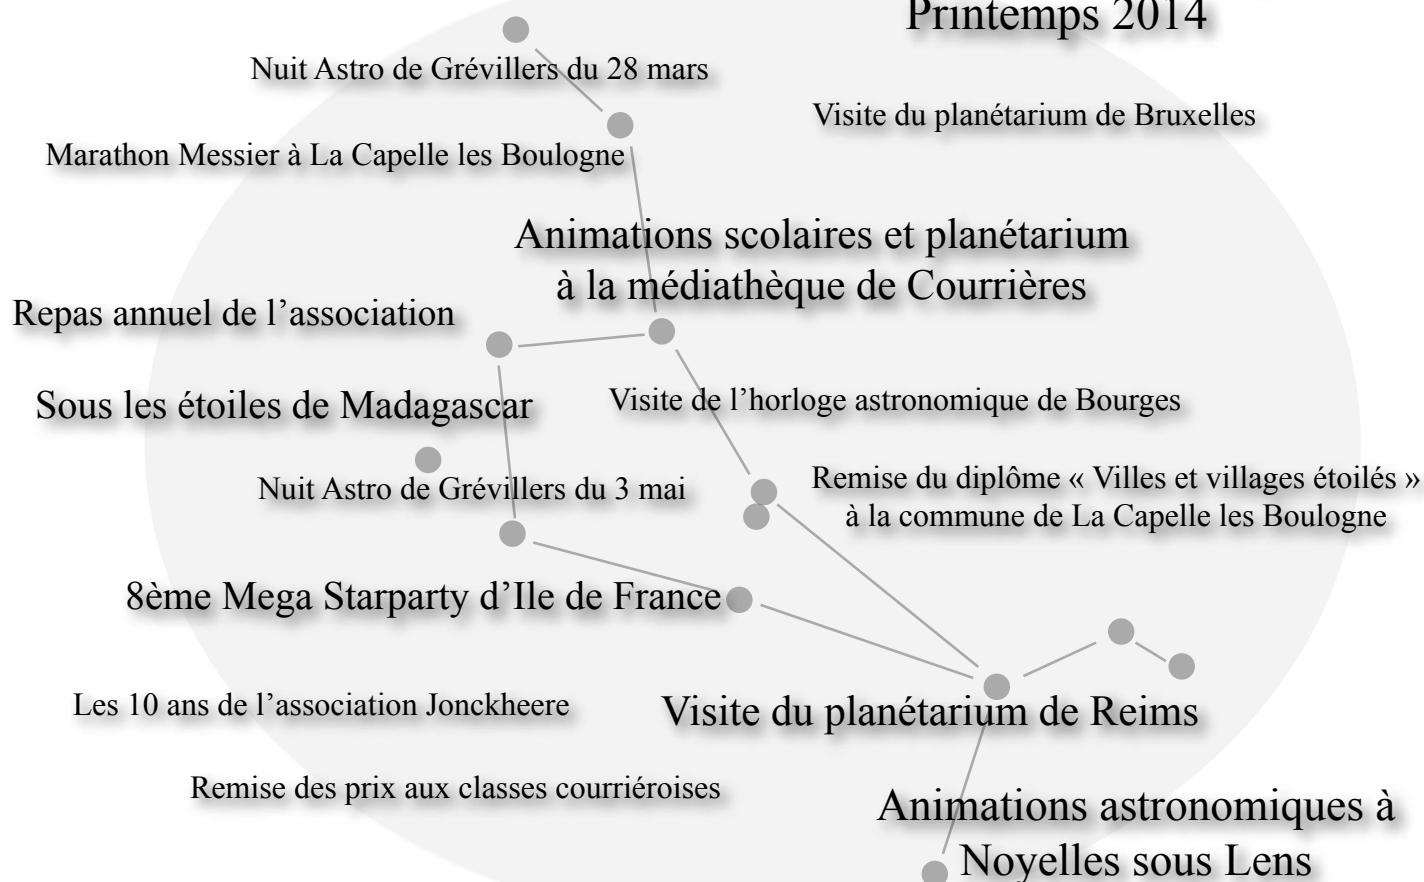 Printemps 2014
Nuit Astro de Grévillers du 28 mars
Visite du planétarium de Bruxelles
Marathon Messier à La Capelle les Boulogne
Animations scolaires et planétarium
à la médiathèque de Courrières
Repas annuel de l’association
Sous les étoiles de Madagascar
Visite de l’horloge astronomique de Bourges
Nuit Astro de Grévillers du 3 mai
Remise du diplôme « Villes et villages étoilés »
à la commune de La Capelle les Boulogne
8ème Mega Starparty d’Ile de France
Les 10 ans de l’association Jonckheere
Visite du planétarium de Reims
Remise des prix aux classes courriéroises
Animations astronomiques à
Noyelles sous Lens